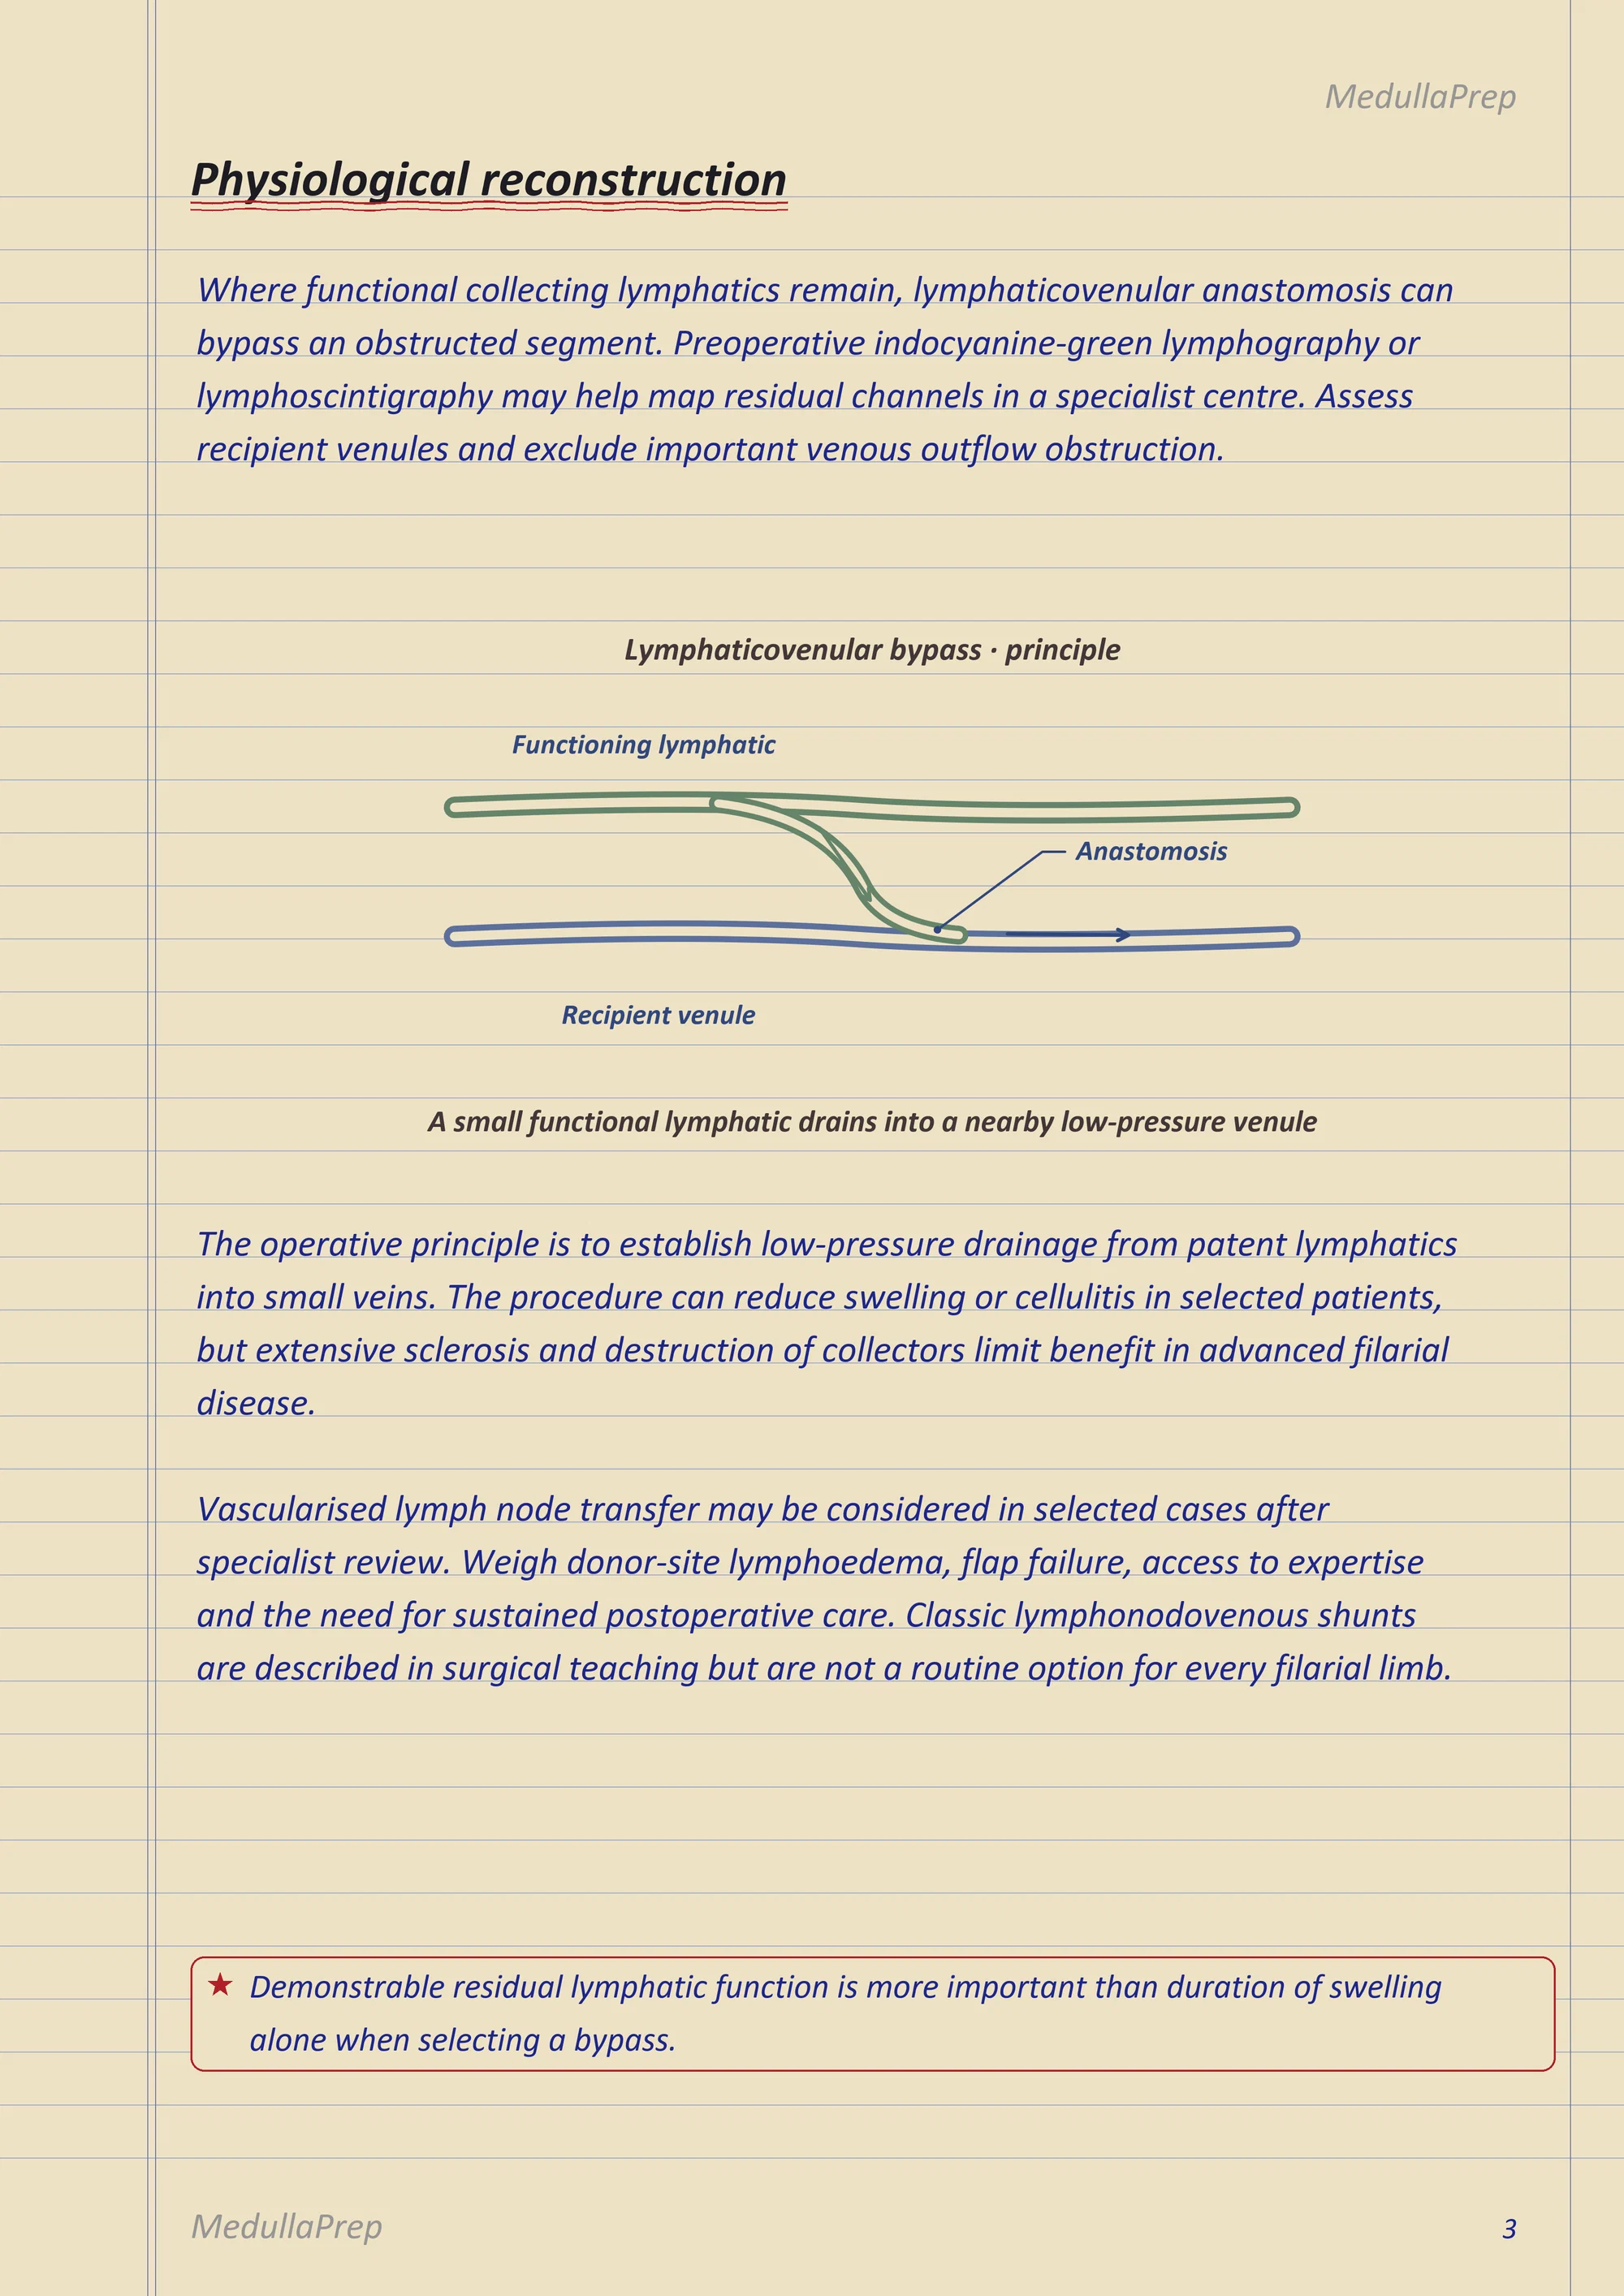 MedullaPrep
Physiological reconstruction
Where functional collecting lymphatics remain, lymphaticovenular anastomosis can
bypass an obstructed segment. Preoperative indocyanine-green lymphography or
lymphoscintigraphy may help map residual channels in a specialist centre. Assess
recipient venules and exclude important venous outflow obstruction.
Lymphaticovenular bypass · principle
Functioning lymphatic
Anastomosis
Recipient venule
A small functional lymphatic drains into a nearby low-pressure venule
The operative principle is to establish low-pressure drainage from patent lymphatics
into small veins. The procedure can reduce swelling or cellulitis in selected patients,
but extensive sclerosis and destruction of collectors limit benefit in advanced filarial
disease.
Vascularised lymph node transfer may be considered in selected cases after
specialist review. Weigh donor-site lymphoedema, flap failure, access to expertise
and the need for sustained postoperative care. Classic lymphonodovenous shunts
are described in surgical teaching but are not a routine option for every filarial limb.
★ Demonstrable residual lymphatic function is more important than duration of swelling
alone when selecting a bypass.
MedullaPrep
3